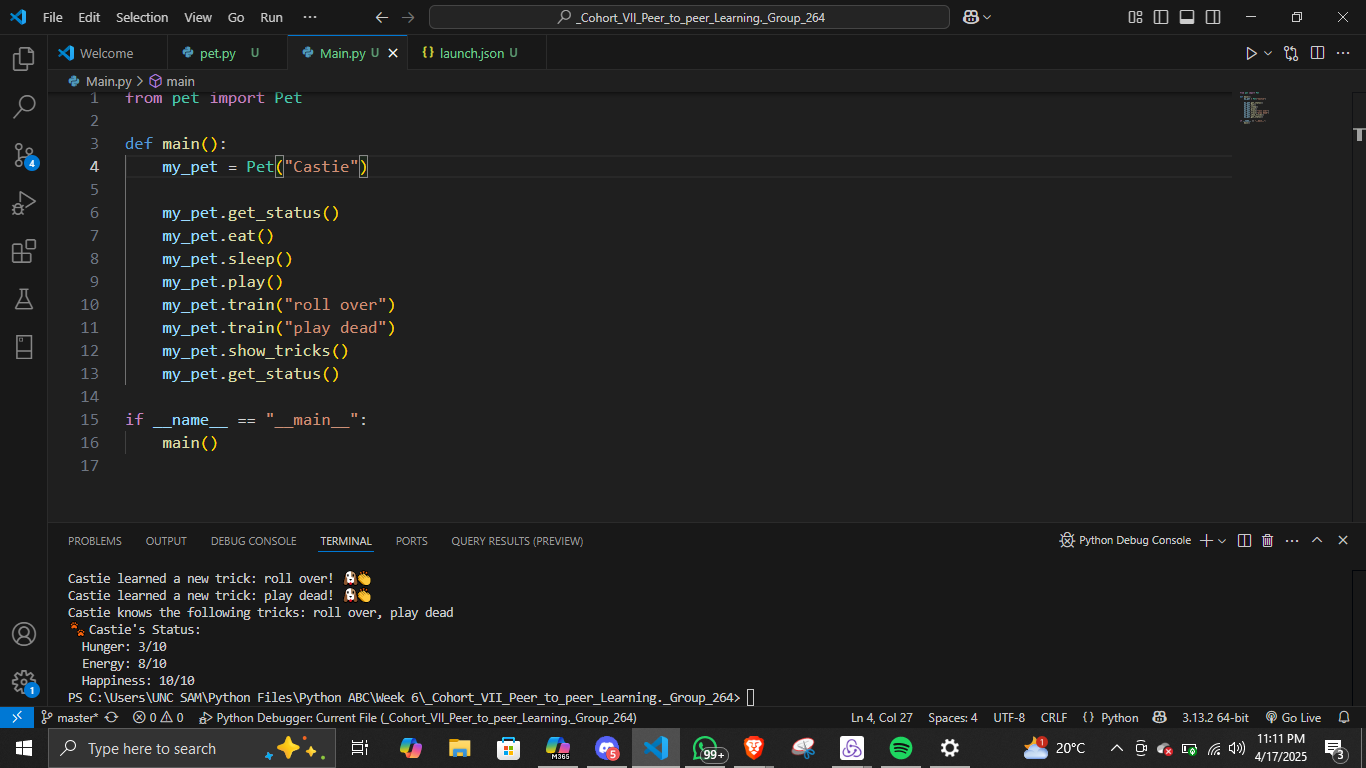 File Edit Selection View Go Run ··· _Cohort_VII_Peer_to_peer_Learning._Group_264
Welcome pet.py U Main.py U launch.json U
Main.py > main
1 from pet import Pet
2
3 def main():
4 my_pet = Pet("Castie")
5
6 my_pet.get_status()
7 my_pet.eat()
8 my_pet.sleep()
9 my_pet.play()
10 my_pet.train("roll over")
11 my_pet.train("play dead")
12 my_pet.show_tricks()
13 my_pet.get_status()
14
15 if __name__ == "__main__":
16 main()
17
4
1
PROBLEMS OUTPUT DEBUG CONSOLE TERMINAL PORTS QUERY RESULTS (PREVIEW) Python Debug Console
Castie learned a new trick: roll over! 🐶👏
Castie learned a new trick: play dead! 🐶👏
Castie knows the following tricks: roll over, play dead
🐾 Castie's Status:
Hunger: 3/10
Energy: 8/10
Happiness: 10/10
PS C:\Users\UNC SAM\Python Files\Python ABC\Week 6\_Cohort_VII_Peer_to_peer_Learning._Group_264>
master* 0 0 Python Debugger: Current File (_Cohort_VII_Peer_to_peer_Learning._Group_264) Ln 4, Col 27 Spaces: 4 UTF-8 CRLF {} Python 3.13.2 64-bit Go Live
Type here to search M365 5 99+ 1 20°C 11:11 PM
4/17/2025 3